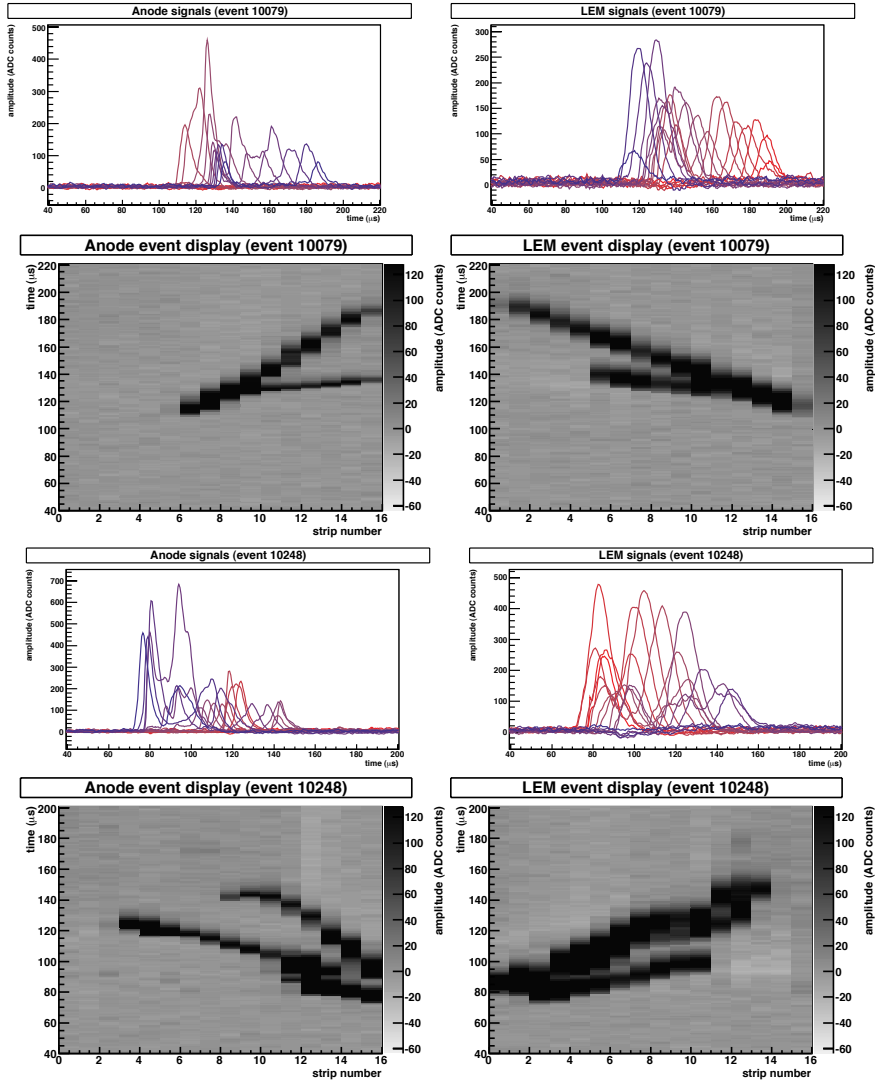 Anode signals (event 10079)
LEM signals (event 10079)
amplitude (ADC counts)
500
400
300
200
100
0
40 60 80 100 120 140 160 180 200 220
time (μs)
amplitude (ADC counts)
300
250
200
150
100
50
0
40 60 80 100 120 140 160 180 200 220
time (μs)
Anode event display (event 10079)
LEM event display (event 10079)
time (μs)
220
200
180
160
140
120
100
80
60
40
0 2 4 6 8 10 12 14 16
strip number
amplitude (ADC counts)
120
100
80
60
40
20
0
-20
-40
-60
time (μs)
220
200
180
160
140
120
100
80
60
40
0 2 4 6 8 10 12 14 16
strip number
amplitude (ADC counts)
120
100
80
60
40
20
0
-20
-40
-60
Anode signals (event 10248)
LEM signals (event 10248)
amplitude (ADC counts)
700
600
500
400
300
200
100
0
40 60 80 100 120 140 160 180 200
time (μs)
amplitude (ADC counts)
500
400
300
200
100
0
40 60 80 100 120 140 160 180 200
time (μs)
Anode event display (event 10248)
LEM event display (event 10248)
time (μs)
200
180
160
140
120
100
80
60
40
0 2 4 6 8 10 12 14 16
strip number
amplitude (ADC counts)
120
100
80
60
40
20
0
-20
-40
-60
time (μs)
200
180
160
140
120
100
80
60
40
0 2 4 6 8 10 12 14 16
strip number
amplitude (ADC counts)
120
100
80
60
40
20
0
-20
-40
-60